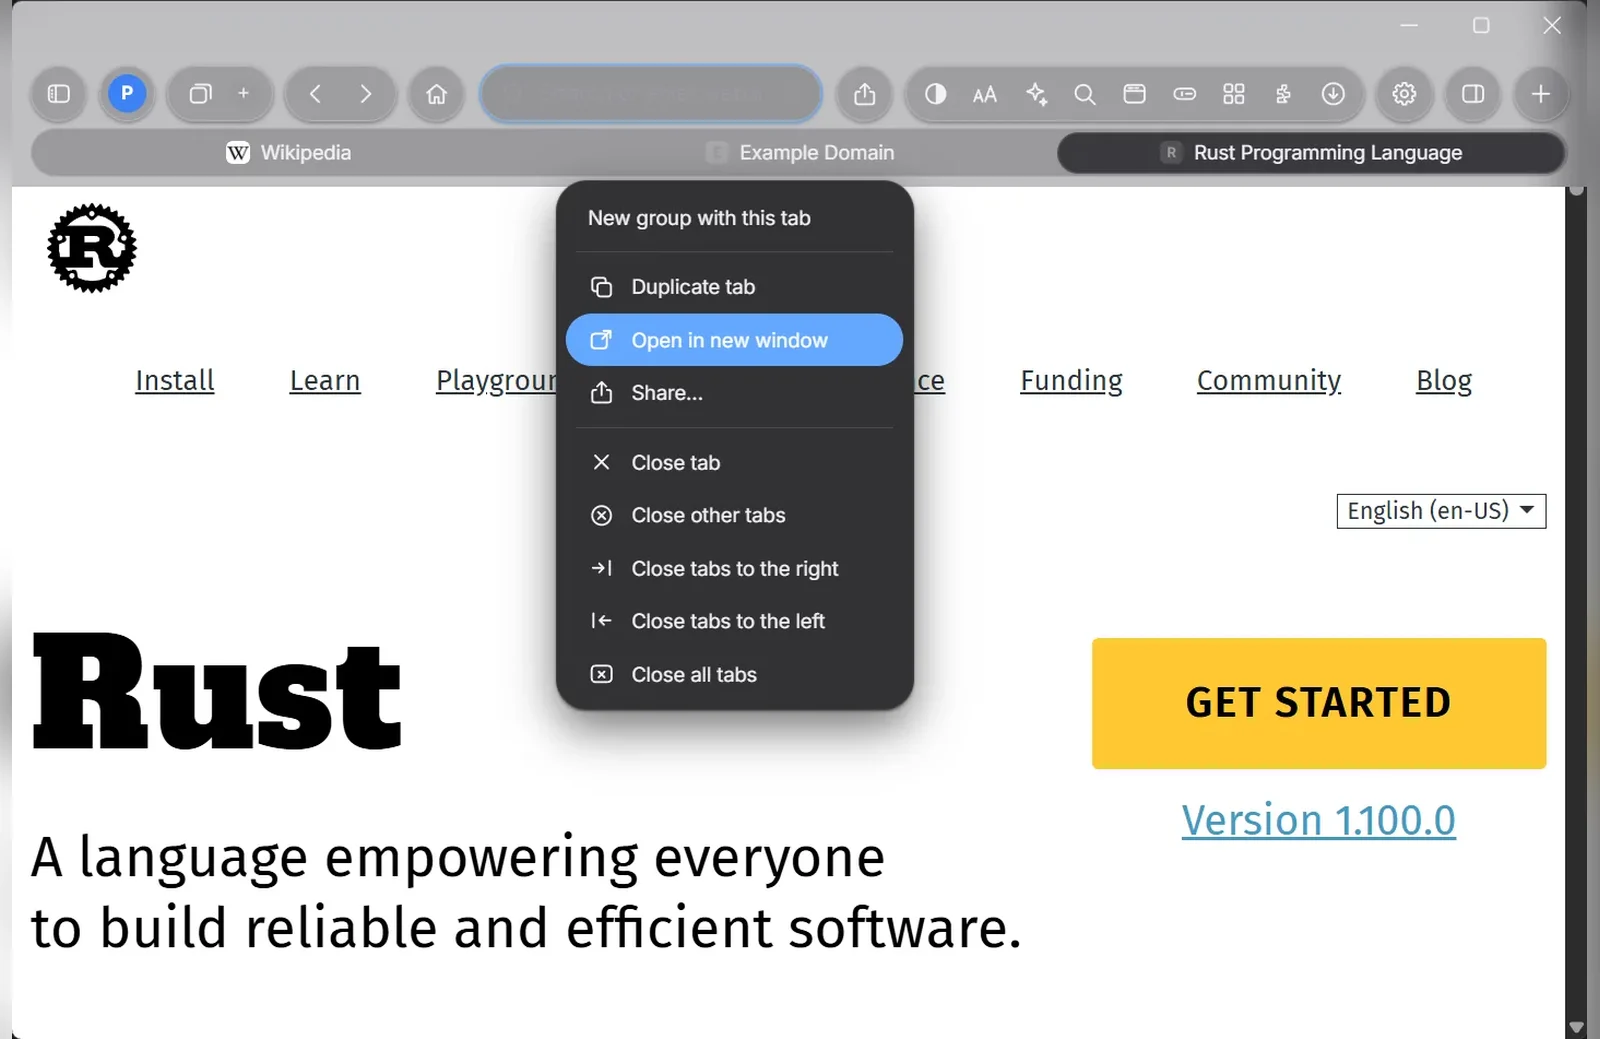 P
AA
W Wikipedia
Example Domain
R Rust Programming Language
R
New group with this tab
Duplicate tab
Open in new window
Share...
Close tab
Close other tabs
Close tabs to the right
Close tabs to the left
Close all tabs
Install Learn Playgroun ce Funding Community Blog
English (en-US)
Rust
GET STARTED
Version 1.100.0
A language empowering everyone
to build reliable and efficient software.